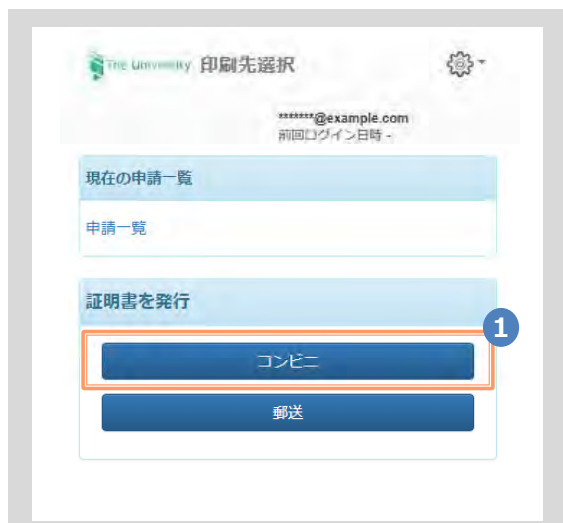 The University 印刷先選択
*******@example.com
前回ログイン日時 -
現在の申請一覧
申請一覧
証明書を発行
1
コンビニ
郵送